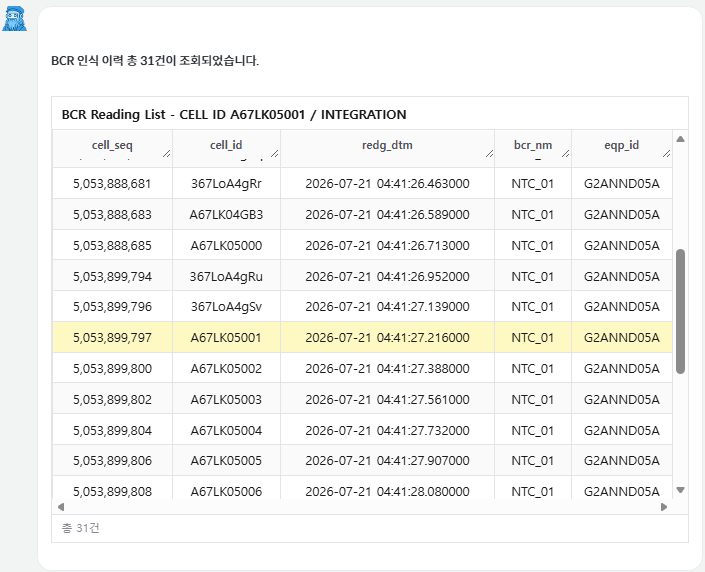 BCR 인식 이력 총 31건이 조회되었습니다.
BCR Reading List - CELL ID A67LK05001 / INTEGRATION
cell_seq cell_id redg_dtm bcr_nm eqp_id
5,053,888,681 367LoA4gRr 2026-07-21 04:41:26.463000 NTC_01 G2ANND05A
5,053,888,683 A67LK04GB3 2026-07-21 04:41:26.589000 NTC_01 G2ANND05A
5,053,888,685 A67LK05000 2026-07-21 04:41:26.713000 NTC_01 G2ANND05A
5,053,899,794 367LoA4gRu 2026-07-21 04:41:26.952000 NTC_01 G2ANND05A
5,053,899,796 367LoA4gSv 2026-07-21 04:41:27.139000 NTC_01 G2ANND05A
5,053,899,797 A67LK05001 2026-07-21 04:41:27.216000 NTC_01 G2ANND05A
5,053,899,800 A67LK05002 2026-07-21 04:41:27.388000 NTC_01 G2ANND05A
5,053,899,802 A67LK05003 2026-07-21 04:41:27.561000 NTC_01 G2ANND05A
5,053,899,804 A67LK05004 2026-07-21 04:41:27.732000 NTC_01 G2ANND05A
5,053,899,806 A67LK05005 2026-07-21 04:41:27.907000 NTC_01 G2ANND05A
5,053,899,808 A67LK05006 2026-07-21 04:41:28.080000 NTC_01 G2ANND05A
총 31건